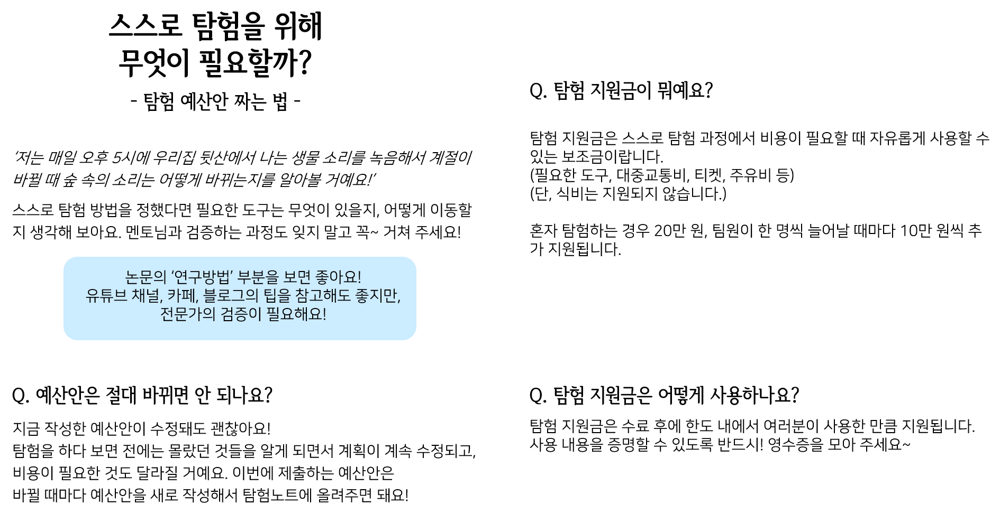 스스로 탐험을 위해
무엇이 필요할까?
- 탐험 예산안 짜는 법 -
‘저는 매일 오후 5시에 우리집 뒷산에서 나는 생물 소리를 녹음해서 계절이
바뀔 때 숲 속의 소리는 어떻게 바뀌는지를 알아볼 거예요!’
스스로 탐험 방법을 정했다면 필요한 도구는 무엇이 있을지, 어떻게 이동할
지 생각해 보아요. 멘토님과 검증하는 과정도 잊지 말고 꼭~ 거쳐 주세요!
논문의 ‘연구방법’ 부분을 보면 좋아요!
유튜브 채널, 카페, 블로그의 팁을 참고해도 좋지만,
전문가의 검증이 필요해요!
Q. 예산안은 절대 바뀌면 안 되나요?
지금 작성한 예산안이 수정돼도 괜찮아요!
탐험을 하다 보면 전에는 몰랐던 것들을 알게 되면서 계획이 계속 수정되고,
비용이 필요한 것도 달라질 거예요. 이번에 제출하는 예산안은
바뀔 때마다 예산안을 새로 작성해서 탐험노트에 올려주면 돼요!
Q. 탐험 지원금이 뭐예요?
탐험 지원금은 스스로 탐험 과정에서 비용이 필요할 때 자유롭게 사용할 수
있는 보조금이랍니다.
(필요한 도구, 대중교통비, 티켓, 주유비 등)
(단, 식비는 지원되지 않습니다.)
혼자 탐험하는 경우 20만 원, 팀원이 한 명씩 늘어날 때마다 10만 원씩 추
가 지원됩니다.
Q. 탐험 지원금은 어떻게 사용하나요?
탐험 지원금은 수료 후에 한도 내에서 여러분이 사용한 만큼 지원됩니다.
사용 내용을 증명할 수 있도록 반드시! 영수증을 모아 주세요~